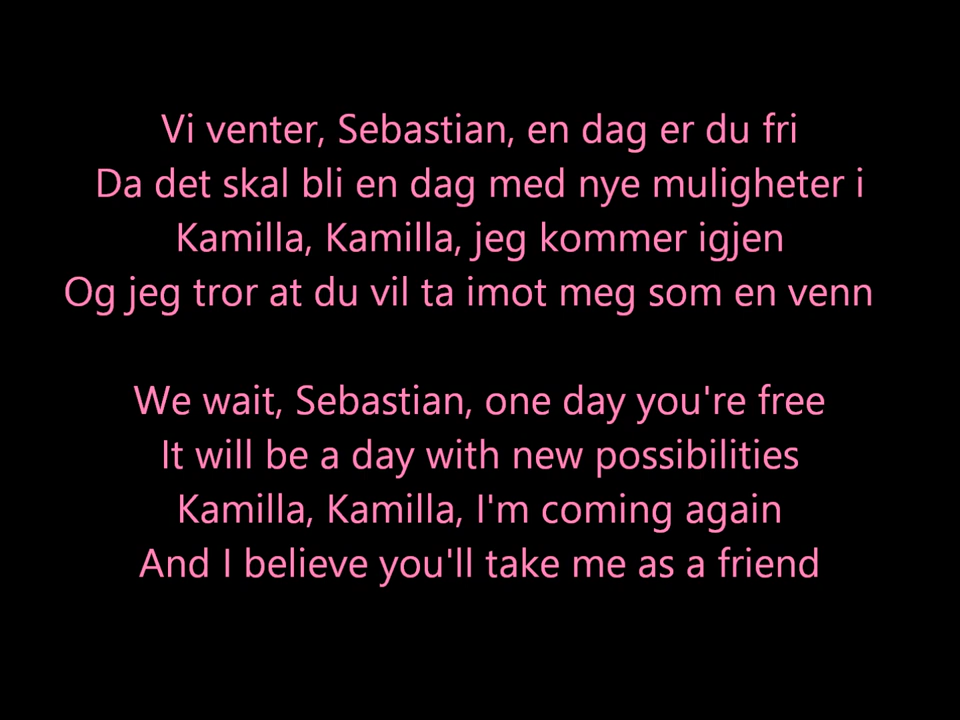 Vi venter, Sebastian, en dag er du fri
Da det skal bli en dag med nye muligheter i
Kamilla, Kamilla, jeg kommer igjen
Og jeg tror at du vil ta imot meg som en venn
We wait, Sebastian, one day you're free
It will be a day with new possibilities
Kamilla, Kamilla, I'm coming again
And I believe you'll take me as a friend